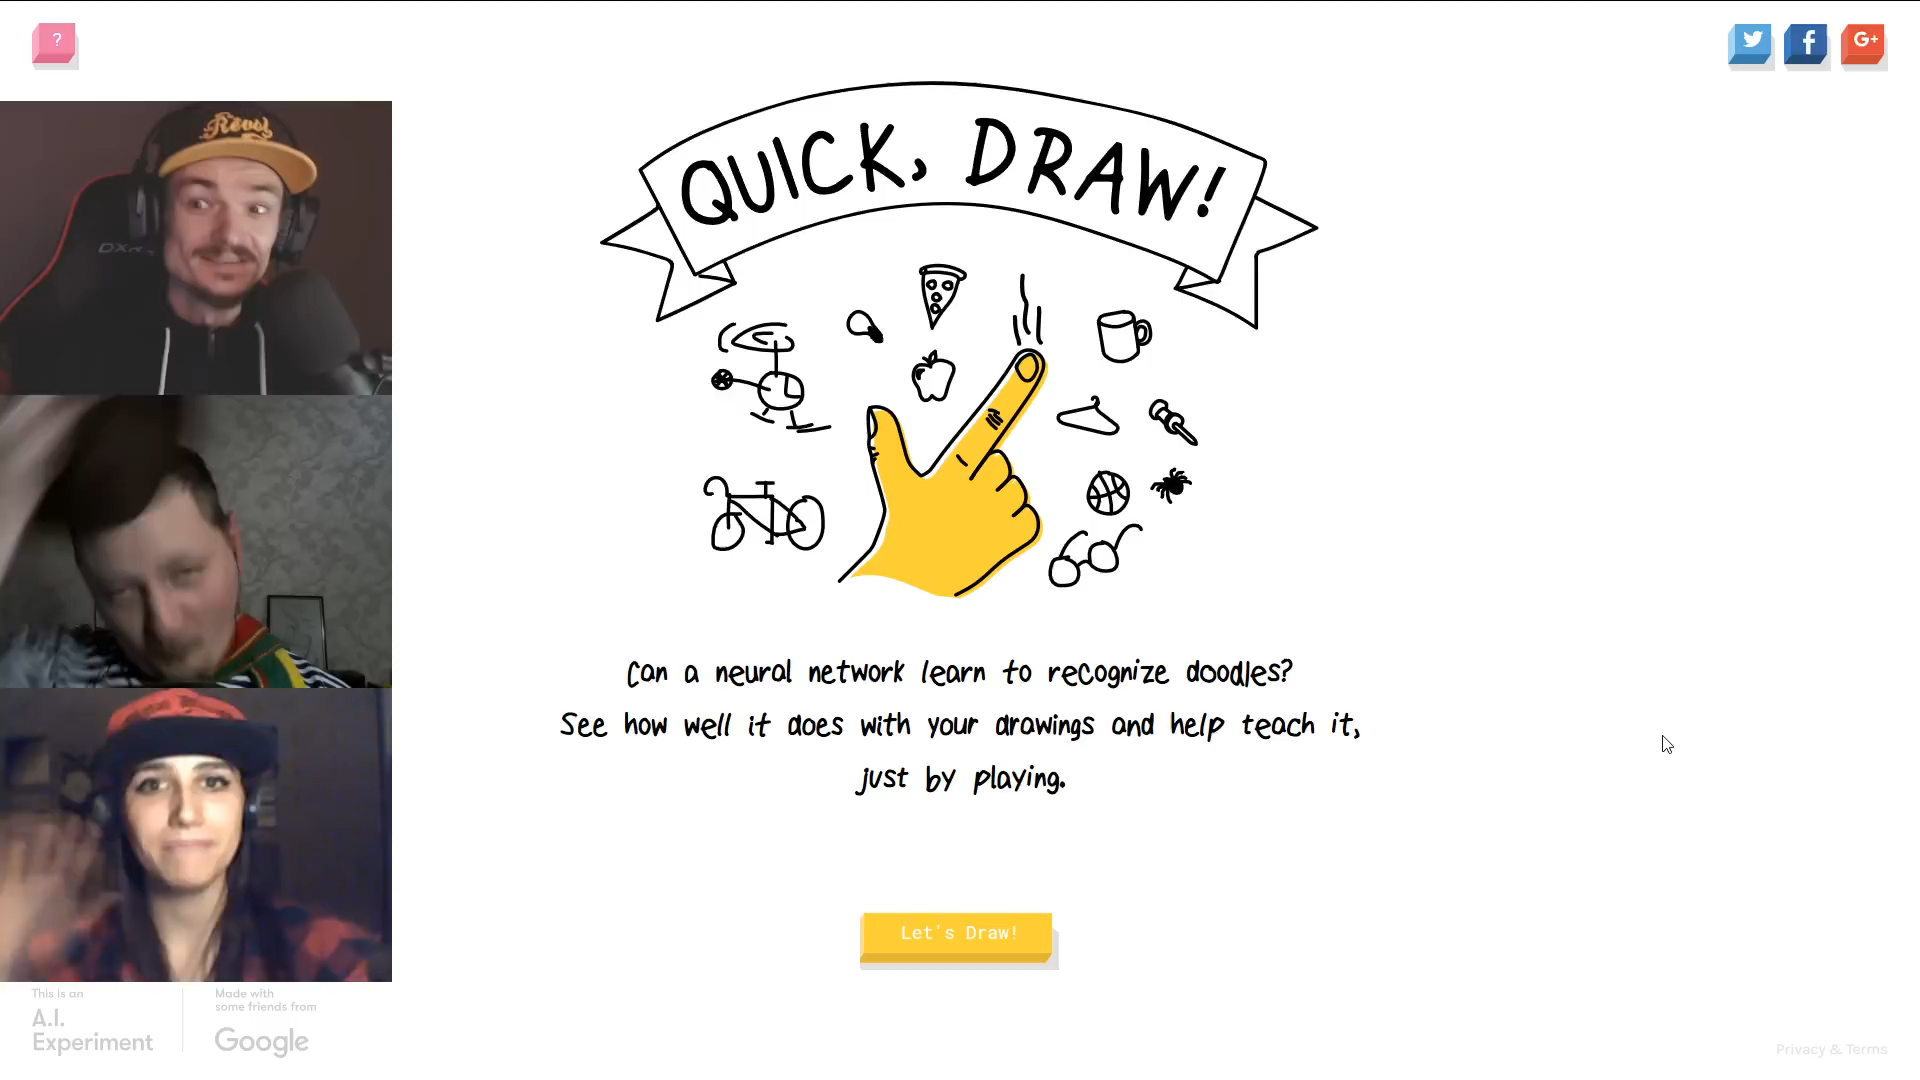 ?
G+
Revol
QUICK, DRAW!
Can a neural network learn to recognize doodles?
See how well it does with your drawings and help teach it,
just by playing.
Let's Draw!
This is an
A.I.
Experiment
Made with
some friends from
Google
Privacy & Terms